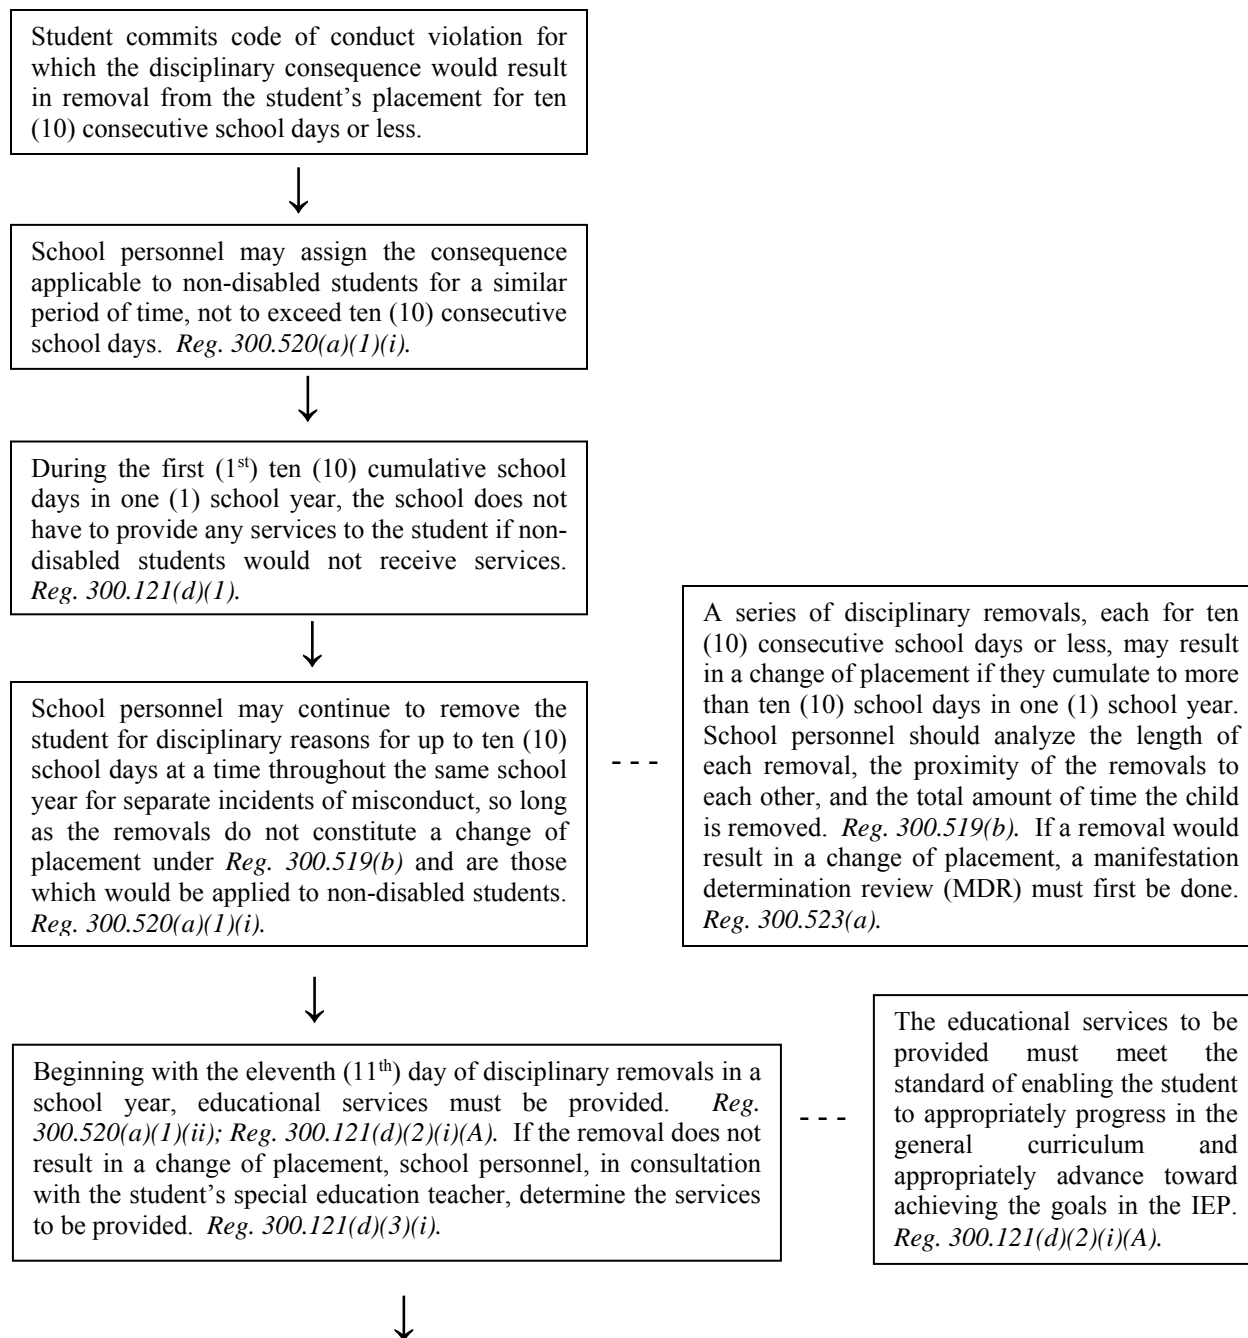 Student commits code of conduct violation for
which the disciplinary consequence would result
in removal from the student's placement for ten
(10) consecutive school days or less.
School personnel may assign the consequence
applicable to non-disabled students for a similar
period of time, not to exceed ten (10) consecutive
school days. Reg. 300.520(a)(1)(i).
During the first (1st) ten (10) cumulative school
days in one (1) school year, the school does not
have to provide any services to the student if non-
disabled students would not receive services.
Reg. 300.121(d)(1).
School personnel may continue to remove the
student for disciplinary reasons for up to ten (10)
school days at a time throughout the same school
year for separate incidents of misconduct, so long
as the removals do not constitute a change of
placement under Reg. 300.519(b) and are those
which would be applied to non-disabled students.
Reg. 300.520(a)(1)(i).
- - -
A series of disciplinary removals, each for ten
(10) consecutive school days or less, may result
in a change of placement if they cumulate to more
than ten (10) school days in one (1) school year.
School personnel should analyze the length of
each removal, the proximity of the removals to
each other, and the total amount of time the child
is removed. Reg. 300.519(b). If a removal would
result in a change of placement, a manifestation
determination review (MDR) must first be done.
Reg. 300.523(a).
Beginning with the eleventh (11th) day of disciplinary removals in a
school year, educational services must be provided. Reg.
300.520(a)(1)(ii); Reg. 300.121(d)(2)(i)(A). If the removal does not
result in a change of placement, school personnel, in consultation
with the student's special education teacher, determine the services
to be provided. Reg. 300.121(d)(3)(i).
- - -
The educational services to be
provided must meet the
standard of enabling the student
to appropriately progress in the
general curriculum and
appropriately advance toward
achieving the goals in the IEP.
Reg. 300.121(d)(2)(i)(A).